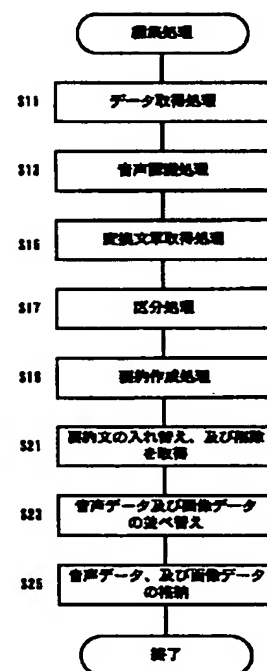 編集処理
S11
データ取得処理
S13
音声認識処理
S15
変換文章取得処理
S17
区分処理
S19
要約作成処理
S21
要約文の入れ替え、及び削除
を取得
S23
音声データ及び画像データ
の並べ替え
S25
音声データ、及び画像データ
の格納
終了